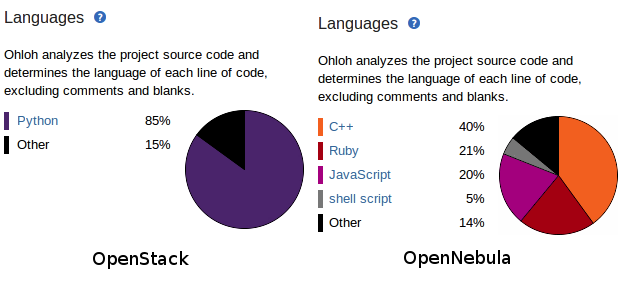 Languages ?
Ohloh analyzes the project source code and
determines the language of each line of code,
excluding comments and blanks.
Python 85%
Other 15%
OpenStack
Languages ?
Ohloh analyzes the project source code and
determines the language of each line of code,
excluding comments and blanks.
C++ 40%
Ruby 21%
JavaScript 20%
shell script 5%
Other 14%
OpenNebula